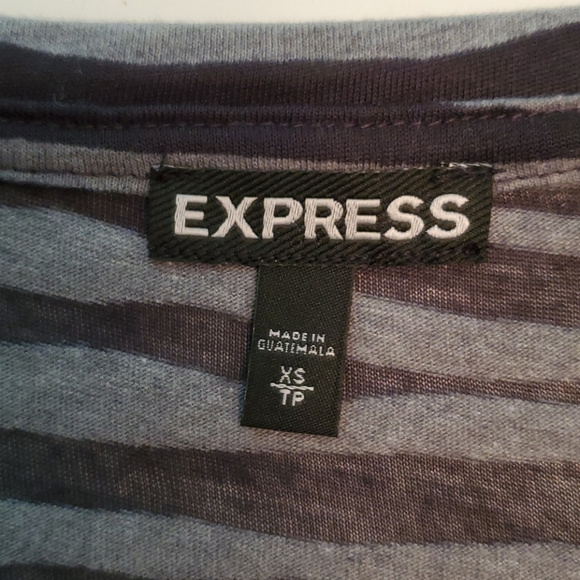 EXPRESS
MADE IN
GUATEMALA
XS
TP